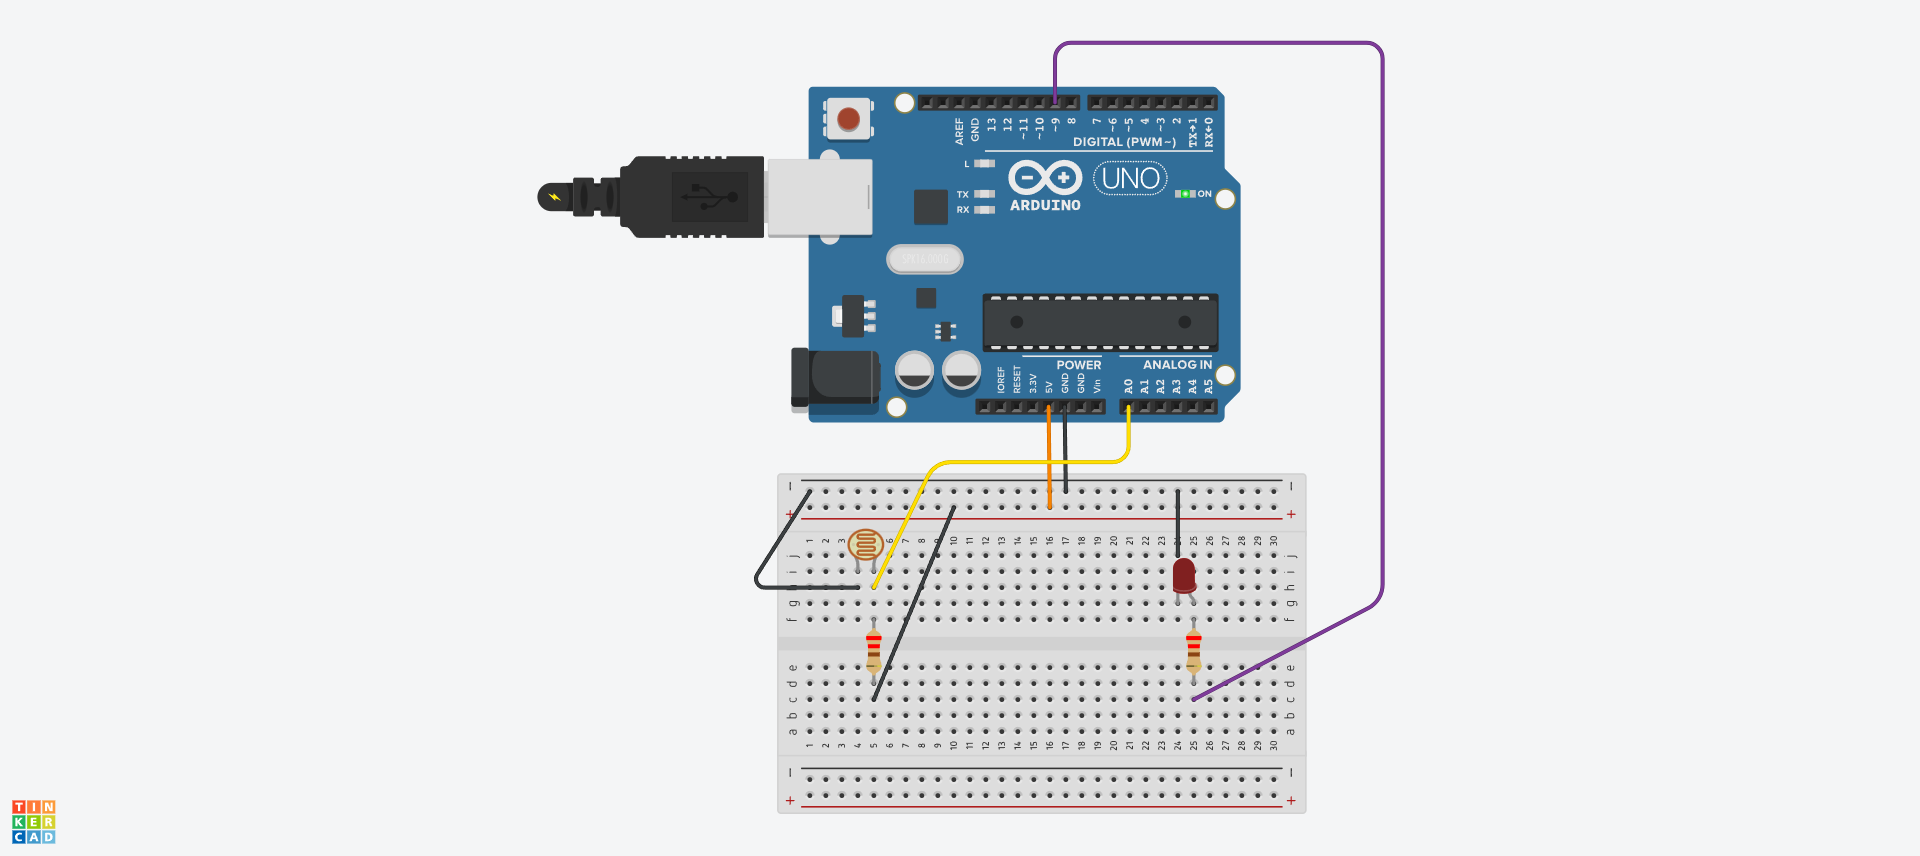 AREF GND 13 12 ~11 ~10 ~9 8 7 ~6 ~5 4 ~3 2 TX→1 RX←0
DIGITAL (PWM~)
L
TX
RX
UNO
ON
ARDUINO
POWER ANALOG IN
IOREF RESET 3.3V 5V GND GND Vin A0 A1 A2 A3 A4 A5
− −
+ +
1 2 3 6 7 8 9 10 11 12 13 14 15 16 17 18 19 20 21 22 23 24 25 26 27 28 29 30
j j
i i
h h
g g
f f
e e
d d
c c
b b
a a
1 2 3 4 5 6 7 8 9 10 11 12 13 14 15 16 17 18 19 20 21 22 23 24 25 26 27 28 29 30
− −
+ +
TIN
KER
CAD